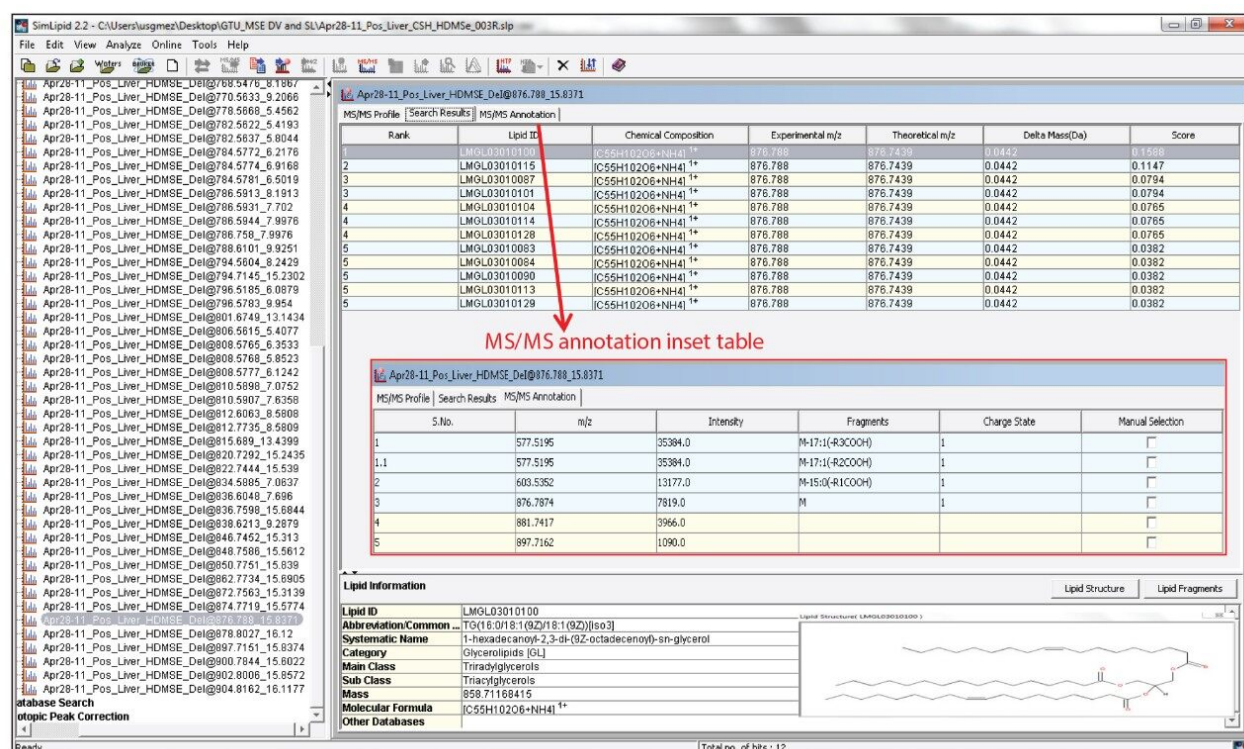 SimLipid 2.2 - C:\Users\usgmez\Desktop\GTU_MSE DV and SL\Apr28-11_Pos_Liver_CSH_HDMSe_003R.slp
File Edit View Analyze Online Tools Help
Apr28-11_Pos_Liver_HDMSE_Del@768.5476_8.1867
Apr28-11_Pos_Liver_HDMSE_Del@770.5633_9.2066
Apr28-11_Pos_Liver_HDMSE_Del@778.5668_5.4562
Apr28-11_Pos_Liver_HDMSE_Del@782.5622_5.4193
Apr28-11_Pos_Liver_HDMSE_Del@782.5637_5.8044
Apr28-11_Pos_Liver_HDMSE_Del@784.5772_6.2176
Apr28-11_Pos_Liver_HDMSE_Del@784.5774_6.9168
Apr28-11_Pos_Liver_HDMSE_Del@784.5781_6.5019
Apr28-11_Pos_Liver_HDMSE_Del@786.5913_8.1913
Apr28-11_Pos_Liver_HDMSE_Del@786.5931_7.702
Apr28-11_Pos_Liver_HDMSE_Del@786.5944_7.9976
Apr28-11_Pos_Liver_HDMSE_Del@786.758_7.9976
Apr28-11_Pos_Liver_HDMSE_Del@788.6101_9.9251
Apr28-11_Pos_Liver_HDMSE_Del@794.5604_8.2429
Apr28-11_Pos_Liver_HDMSE_Del@794.7145_15.2302
Apr28-11_Pos_Liver_HDMSE_Del@796.5185_6.0879
Apr28-11_Pos_Liver_HDMSE_Del@796.5783_9.954
Apr28-11_Pos_Liver_HDMSE_Del@801.6749_13.1434
Apr28-11_Pos_Liver_HDMSE_Del@806.5615_5.4077
Apr28-11_Pos_Liver_HDMSE_Del@808.5765_6.3533
Apr28-11_Pos_Liver_HDMSE_Del@808.5768_5.8523
Apr28-11_Pos_Liver_HDMSE_Del@808.5777_6.1242
Apr28-11_Pos_Liver_HDMSE_Del@810.5898_7.0752
Apr28-11_Pos_Liver_HDMSE_Del@810.5907_7.6358
Apr28-11_Pos_Liver_HDMSE_Del@812.6063_8.5808
Apr28-11_Pos_Liver_HDMSE_Del@812.7735_8.5809
Apr28-11_Pos_Liver_HDMSE_Del@815.689_13.4399
Apr28-11_Pos_Liver_HDMSE_Del@820.7292_15.2435
Apr28-11_Pos_Liver_HDMSE_Del@822.7444_15.539
Apr28-11_Pos_Liver_HDMSE_Del@834.5885_7.0637
Apr28-11_Pos_Liver_HDMSE_Del@836.6048_7.696
Apr28-11_Pos_Liver_HDMSE_Del@836.7598_15.6844
Apr28-11_Pos_Liver_HDMSE_Del@838.6213_9.2879
Apr28-11_Pos_Liver_HDMSE_Del@846.7452_15.313
Apr28-11_Pos_Liver_HDMSE_Del@848.7586_15.5612
Apr28-11_Pos_Liver_HDMSE_Del@850.7751_15.839
Apr28-11_Pos_Liver_HDMSE_Del@862.7734_15.6905
Apr28-11_Pos_Liver_HDMSE_Del@872.7563_15.3139
Apr28-11_Pos_Liver_HDMSE_Del@874.7719_15.5774
Apr28-11_Pos_Liver_HDMSE_Del@876.788_15.8371
Apr28-11_Pos_Liver_HDMSE_Del@878.8027_16.12
Apr28-11_Pos_Liver_HDMSE_Del@897.7151_15.8374
Apr28-11_Pos_Liver_HDMSE_Del@900.7844_15.6022
Apr28-11_Pos_Liver_HDMSE_Del@902.8006_15.8572
Apr28-11_Pos_Liver_HDMSE_Del@904.8162_16.1177
atabase Search
otopic Peak Correction
Apr28-11_Pos_Liver_HDMSE_Del@876.788_15.8371
MS/MS Profile Search Results MS/MS Annotation
Rank Lipid ID Chemical Composition Experimental m/z Theoretical m/z Delta Mass(Da) Score
1 LMGL03010100 [C55H102O6+NH4] 1+ 876.788 876.7439 0.0442 0.1588
2 LMGL03010115 [C55H102O6+NH4] 1+ 876.788 876.7439 0.0442 0.1147
3 LMGL03010087 [C55H102O6+NH4] 1+ 876.788 876.7439 0.0442 0.0794
3 LMGL03010101 [C55H102O6+NH4] 1+ 876.788 876.7439 0.0442 0.0794
4 LMGL03010104 [C55H102O6+NH4] 1+ 876.788 876.7439 0.0442 0.0765
4 LMGL03010114 [C55H102O6+NH4] 1+ 876.788 876.7439 0.0442 0.0765
4 LMGL03010128 [C55H102O6+NH4] 1+ 876.788 876.7439 0.0442 0.0765
5 LMGL03010083 [C55H102O6+NH4] 1+ 876.788 876.7439 0.0442 0.0382
5 LMGL03010084 [C55H102O6+NH4] 1+ 876.788 876.7439 0.0442 0.0382
5 LMGL03010090 [C55H102O6+NH4] 1+ 876.788 876.7439 0.0442 0.0382
5 LMGL03010113 [C55H102O6+NH4] 1+ 876.788 876.7439 0.0442 0.0382
5 LMGL03010129 [C55H102O6+NH4] 1+ 876.788 876.7439 0.0442 0.0382
MS/MS annotation inset table
Apr28-11_Pos_Liver_HDMSE_Del@876.788_15.8371
MS/MS Profile Search Results MS/MS Annotation
S.No. m/z Intensity Fragments Charge State Manual Selection
1 577.5195 35384.0 M-17:1(-R3COOH) 1
1.1 577.5195 35384.0 M-17:1(-R2COOH) 1
2 603.5352 13177.0 M-15:0(-R1COOH) 1
3 876.7874 7819.0 M 1
4 881.7417 3966.0
5 897.7162 1090.0
Lipid Information Lipid Structure Lipid Fragments
Lipid ID LMGL03010100
Abbreviation/Common ... TG(16:0/18:1(9Z)/18:1(9Z))[iso3]
Systematic Name 1-hexadecanoyl-2,3-di-(9Z-octadecenoyl)-sn-glycerol
Category Glycerolipids [GL]
Main Class Triradylglycerols
Sub Class Triacylglycerols
Mass 858.71168415
Molecular Formula [C55H102O6+NH4] 1+
Other Databases
Lipid Structure( LMGL03010100 )
Ready Total no. of hits : 12